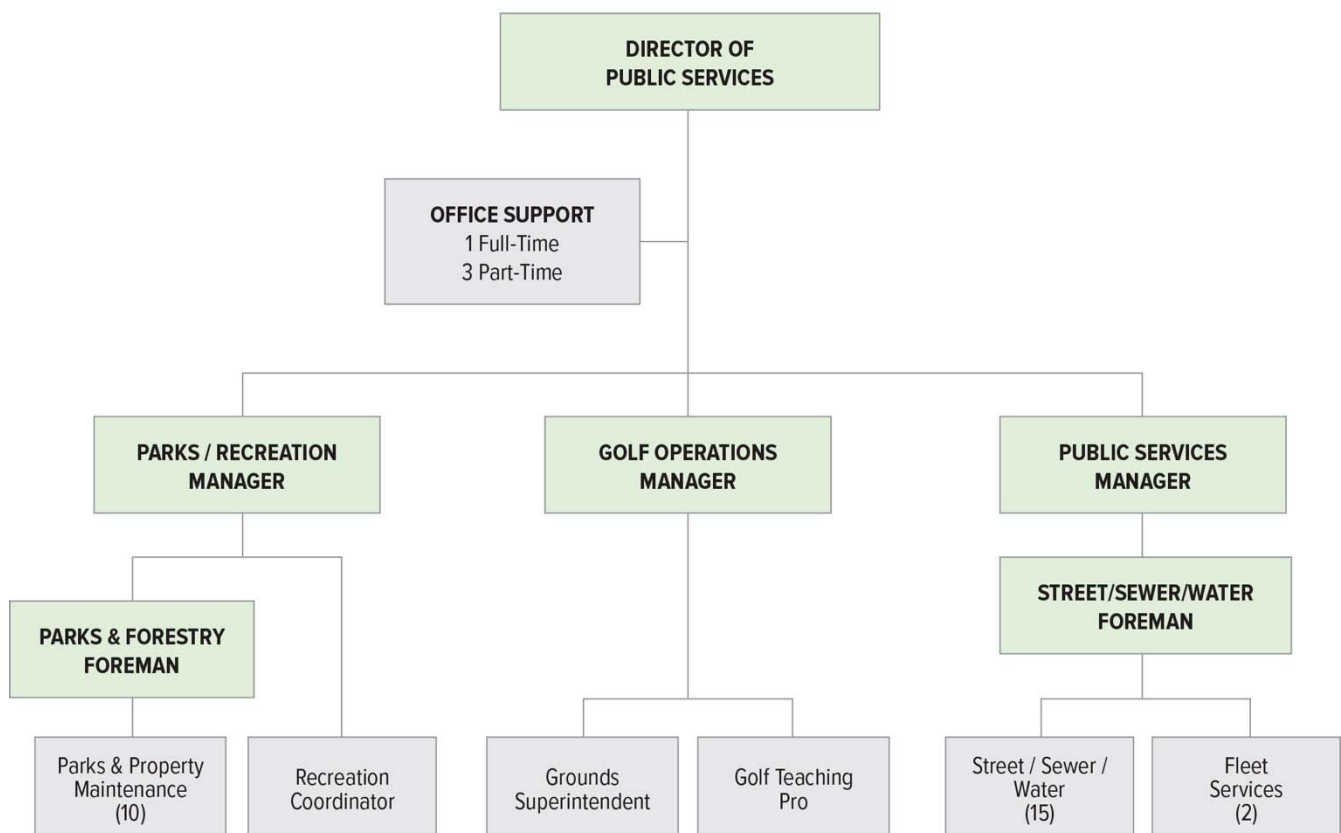 DIRECTOR OF
PUBLIC SERVICES
OFFICE SUPPORT
1 Full-Time
3 Part-Time
PARKS / RECREATION
MANAGER
GOLF OPERATIONS
MANAGER
PUBLIC SERVICES
MANAGER
PARKS & FORESTRY
FOREMAN
STREET/SEWER/WATER
FOREMAN
Parks & Property
Maintenance
(10)
Recreation
Coordinator
Grounds
Superintendent
Golf Teaching
Pro
Street / Sewer /
Water
(15)
Fleet
Services
(2)